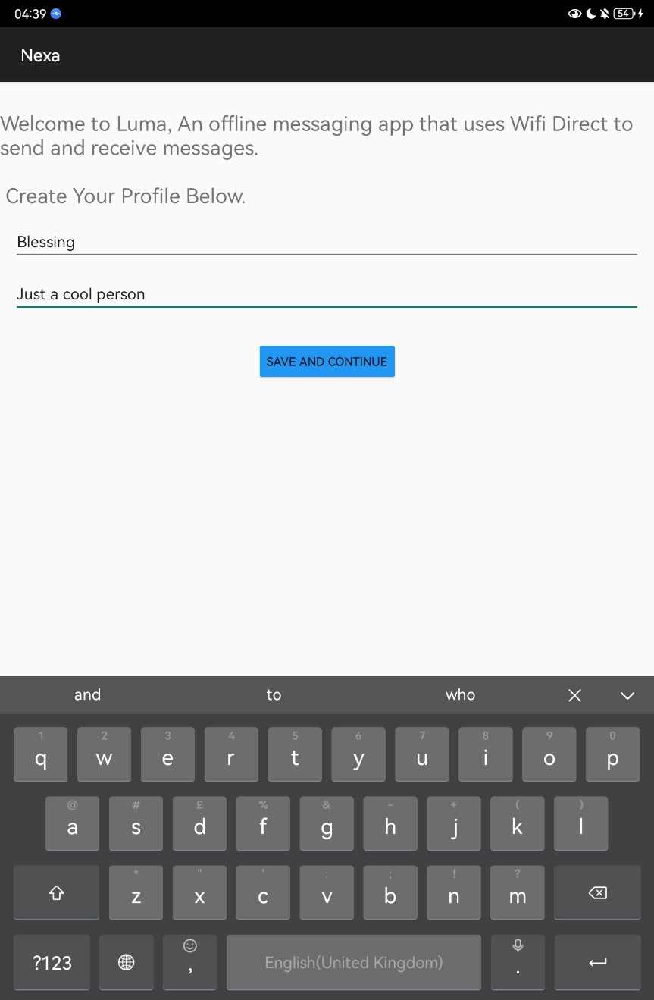 04:39
54
Nexa
Welcome to Luma, An offline messaging app that uses Wifi Direct to
send and receive messages.
Create Your Profile Below.
Blessing
Just a cool person
SAVE AND CONTINUE
and to who
1 2 3 4 5 6 7 8 9 0
q w e r t y u i o p
@ # £ % & - + ( )
a s d f g h j k l
* " ' : ; ! ?
z x c v b n m
?123 , English(United Kingdom) .